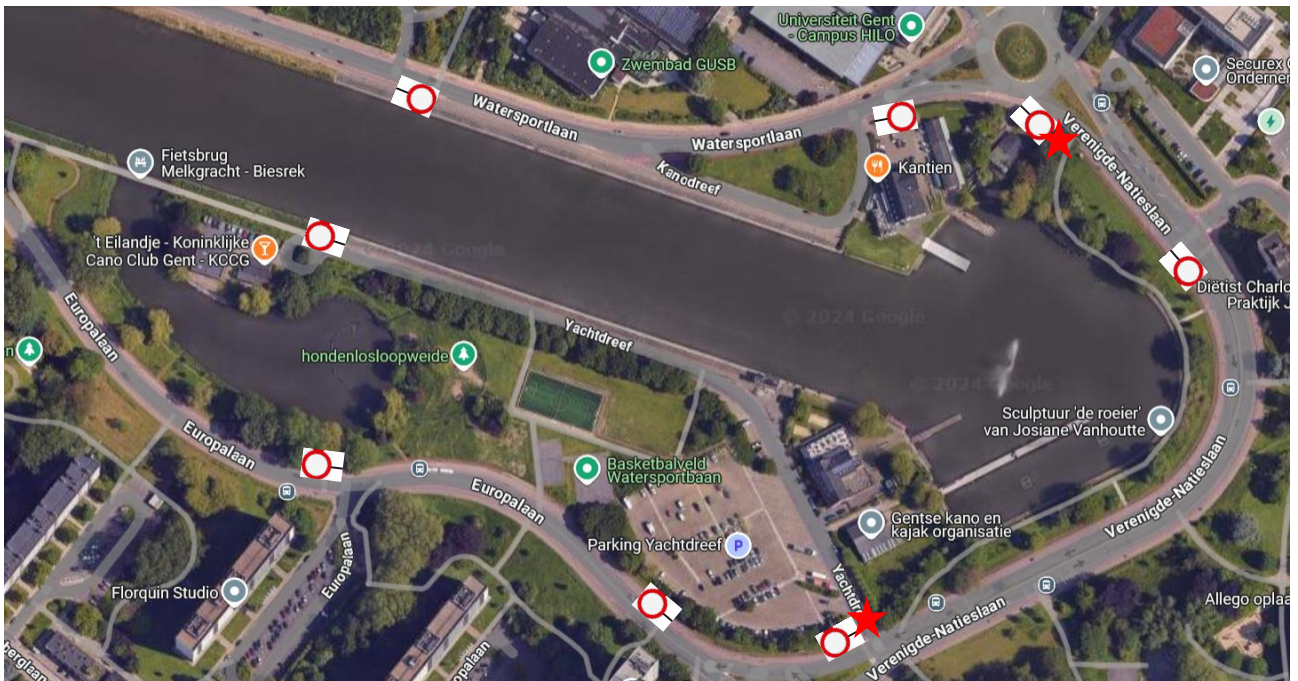 Universiteit Gent
- Campus HILO
Zwembad GUSB
Securex G
Onderner
Watersportlaan
Watersportlaan
Verenigde-Natieslaan
Fietsbrug
Melkgracht - Biesrek
Kanodreef
Kantien
't Eilandje - Koninklijke
Cano Club Gent - KCCG
© 2024 Google
Diëtist Charlo
Praktijk J
Europalaan
Yachtdreef
© 2024 Google
hondenlosloopweide
© 2024 Google
Sculptuur 'de roeier'
van Josiane Vanhoutte
Europalaan
Basketbalveld
Watersportbaan
Europalaan
Verenigde-Natieslaan
Gentse kano en
kajak organisatie
Parking Yachtdreef
P
Europalaan
Yachtdr
Florquin Studio
Allego oplaa
Verenigde-Natieslaan
berglaan
opalaan